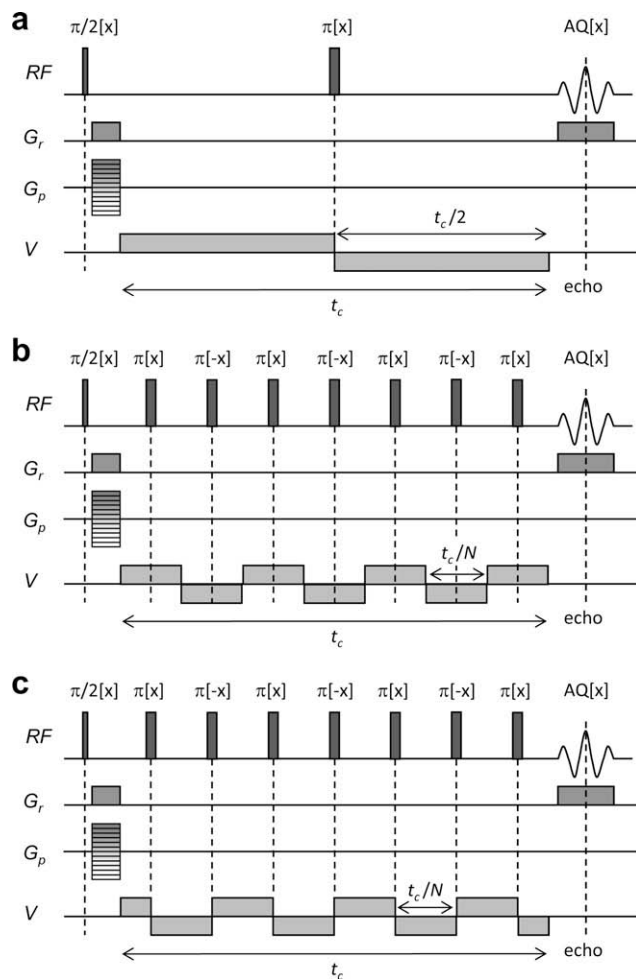 a
π/2[x] π[x] AQ[x]
RF
G_r
G_p
t_c/2
V
echo
t_c
b
π/2[x] π[x] π[-x] π[x] π[-x] π[x] π[-x] π[x] AQ[x]
RF
G_r
G_p
t_c/N
V
echo
t_c
c
π/2[x] π[x] π[-x] π[x] π[-x] π[x] π[-x] π[x] AQ[x]
RF
G_r
G_p
t_c/N
V
echo
t_c